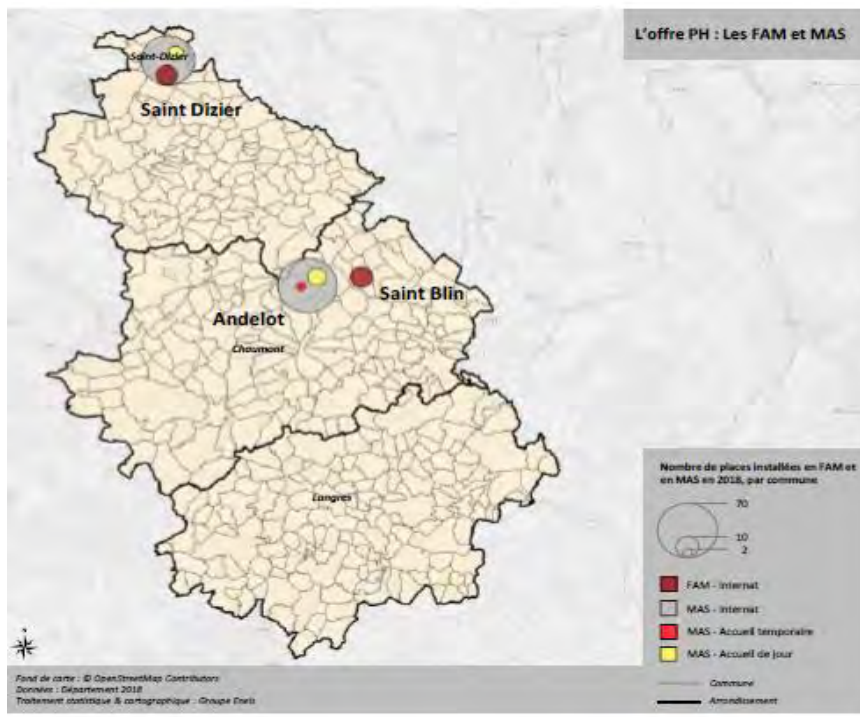 L'offre PH : Les FAM et MAS
Saint-Dizier
Saint Dizier
Saint Blin
Andelot
Chaumont
Langres
Nombre de places installées en FAM et
en MAS en 2018, par commune
70
10
2
FAM - Internat
MAS - Internat
MAS - Accueil temporaire
MAS - Accueil de jour
Commune
Arrondissement
Fond de carte : © OpenStreetMap Contributors
Données : Département 2018
Traitement statistique & cartographique : Groupe Eneis